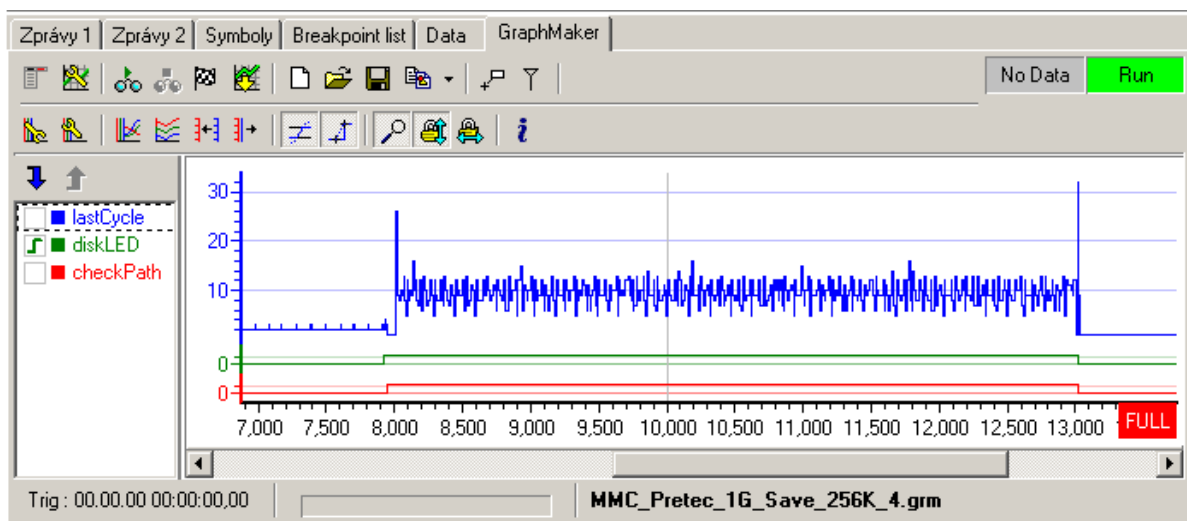 Zprávy 1 Zprávy 2 Symboly Breakpoint list Data GraphMaker
No Data Run
i
lastCycle
diskLED
checkPath
30
20
10
0
0
7,000 7,500 8,000 8,500 9,000 9,500 10,000 10,500 11,000 11,500 12,000 12,500 13,000
FULL
Trig : 00.00.00 00:00:00,00 MMC_Pretec_1G_Save_256K_4.grm